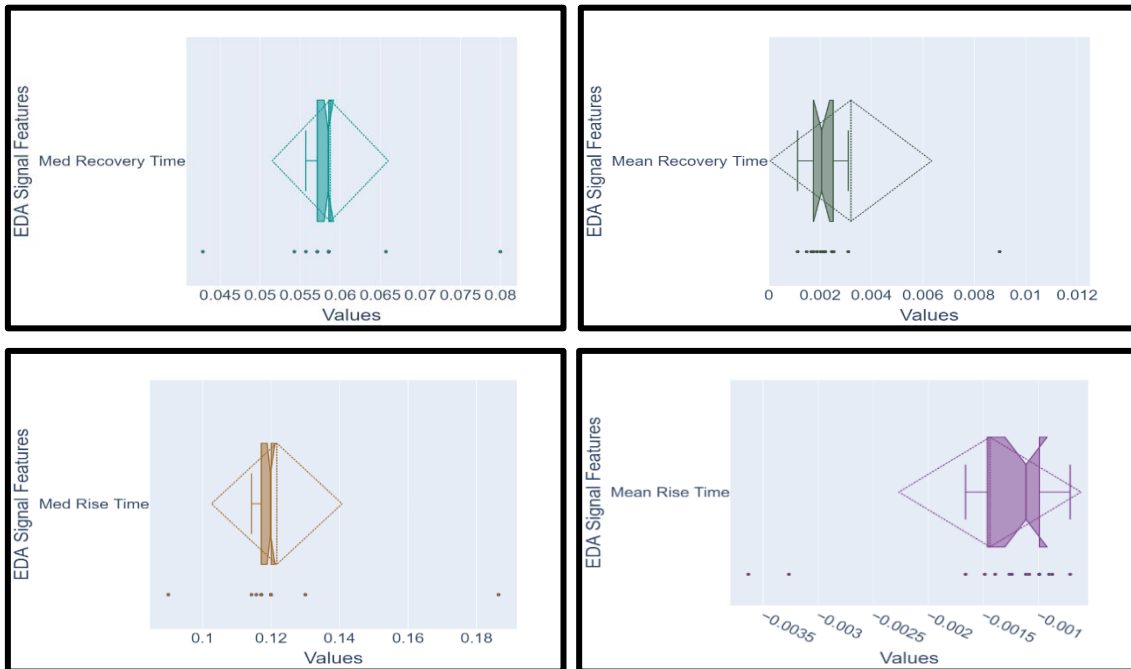 EDA Signal Features
Med Recovery Time
0.045 0.05 0.055 0.06 0.065 0.07 0.075 0.08
Values
EDA Signal Features
Mean Recovery Time
0 0.002 0.004 0.006 0.008 0.01 0.012
Values
EDA Signal Features
Med Rise Time
0.1 0.12 0.14 0.16 0.18
Values
EDA Signal Features
Mean Rise Time
−0.0035 −0.003 −0.0025 −0.002 −0.0015 −0.001
Values